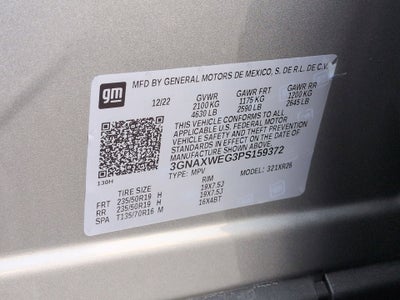 gm
MFD BY GENERAL MOTORS DE MEXICO, S. DE R.L. DE C.V.
12/22 GVWR GAWR FRT GAWR RR
2100 KG 1175 KG 1200 KG
4630 LB 2590 LB 2645 LB
THIS VEHICLE CONFORMS TO ALL
APPLICABLE U.S. FEDERAL MOTOR
VEHICLE SAFETY AND THEFT PREVENTION
STANDARDS IN EFFECT ON THE DATE OF
MANUFACTURE SHOWN ABOVE.
3GNAXWEG3PS159372
TYPE: MPV MODEL: 321XR26
130H
TIRE SIZE RIM
FRT 235/50R19 H 19X7.5J
RR 235/50R19 H 19X7.5J
SP T135/70R16 M 16X4BT